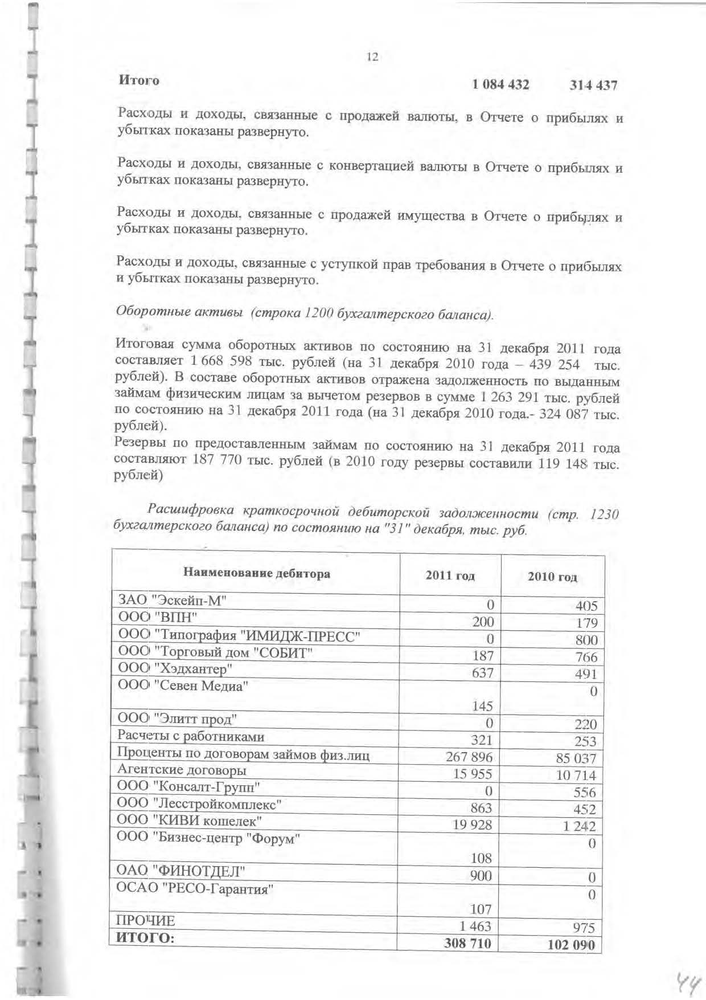 12
Итого 1 084 432 314 437
Расходы и доходы, связанные с продажей валюты, в Отчете о прибылях и
убытках показаны развернуто.
Расходы и доходы, связанные с конвертацией валюты в Отчете о прибылях и
убытках показаны развернуто.
Расходы и доходы, связанные с продажей имущества в Отчете о прибылях и
убытках показаны развернуто.
Расходы и доходы, связанные с уступкой прав требования в Отчете о прибылях
и убытках показаны развернуто.
Оборотные активы (строка 1200 бухгалтерского баланса).
Итоговая сумма оборотных активов по состоянию на 31 декабря 2011 года
составляет 1 668 598 тыс. рублей (на 31 декабря 2010 года – 439 254 тыс.
рублей). В составе оборотных активов отражена задолженность по выданным
займам физическим лицам за вычетом резервов в сумме 1 263 291 тыс. рублей
по состоянию на 31 декабря 2011 года (на 31 декабря 2010 года.- 324 087 тыс.
рублей).
Резервы по предоставленным займам по состоянию на 31 декабря 2011 года
составляют 187 770 тыс. рублей (в 2010 году резервы составили 119 148 тыс.
рублей)
Расшифровка краткосрочной дебиторской задолженности (стр. 1230
бухгалтерского баланса) по состоянию на "31" декабря, тыс. руб.
Наименование дебитора 2011 год 2010 год
ЗАО "Эскейп-М" 0 405
ООО "ВПН" 200 179
ООО "Типография "ИМИДЖ-ПРЕСС" 0 800
ООО "Торговый дом "СОБИТ" 187 766
ООО "Хэдхантер" 637 491
ООО "Севен Медиа" 145 0
ООО "Элитт прод" 0 220
Расчеты с работниками 321 253
Проценты по договорам займов физ.лиц 267 896 85 037
Агентские договоры 15 955 10 714
ООО "Консалт-Групп" 0 556
ООО "Лесстройкомплекс" 863 452
ООО "КИВИ кошелек" 19 928 1 242
ООО "Бизнес-центр "Форум" 108 0
ОАО "ФИНОТДЕЛ" 900 0
ОСАО "РЕСО-Гарантия" 107 0
ПРОЧИЕ 1 463 975
ИТОГО: 308 710 102 090
44